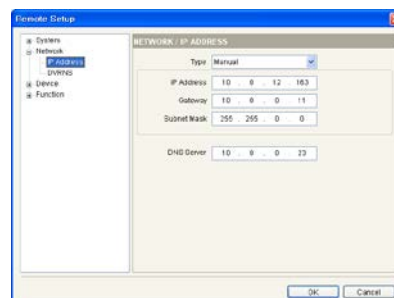 Remote Setup
System
Network
IP Address
DVRNS
Device
Function
NETWORK / IP ADDRESS
Type Manual
IP Address 10 . 0 . 12 . 163
Gateway 10 . 0 . 0 . 11
Subnet Mask 255 . 255 . 0 . 0
DNS Server 10 . 0 . 0 . 23
OK Cancel